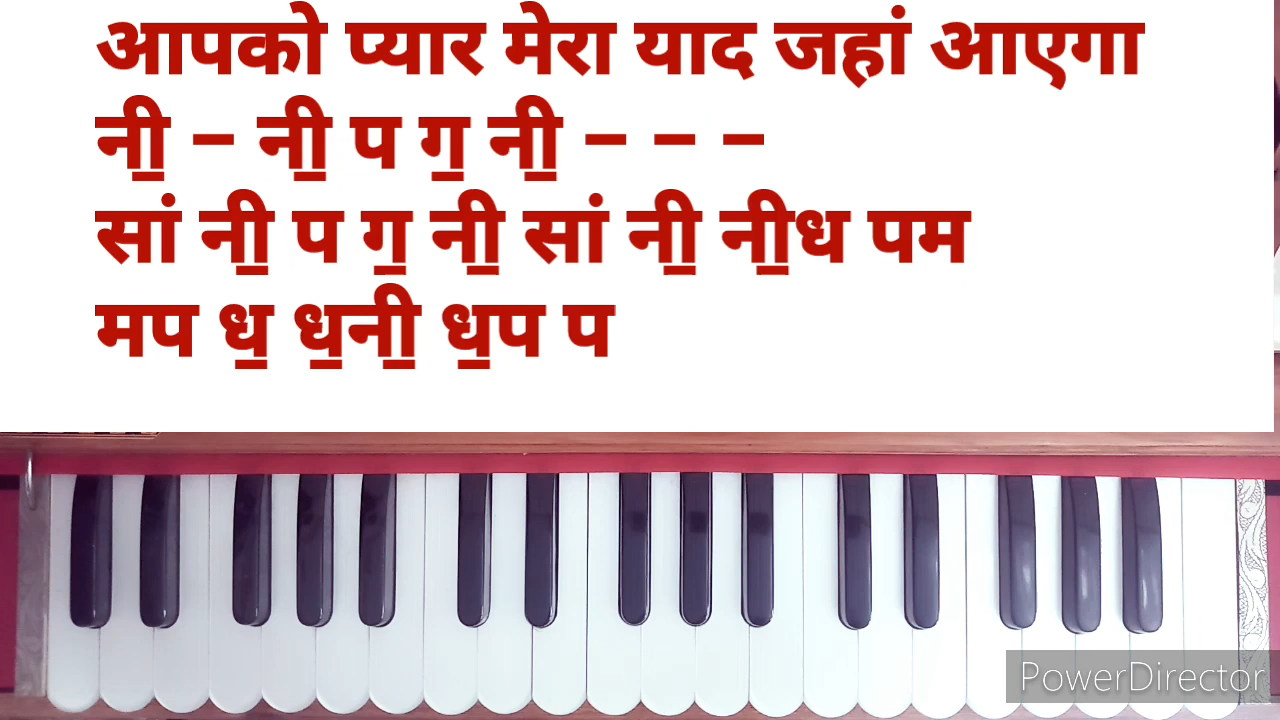 आपको प्यार मेरा याद जहां आएगा
नी॒ – नी॒ प ग॒ नी॒ – – –
सां नी॒ प ग॒ नी॒ सां नी॒ नी॒ध पम
मप ध॒ ध॒नी॒ ध॒प प
PowerDirector